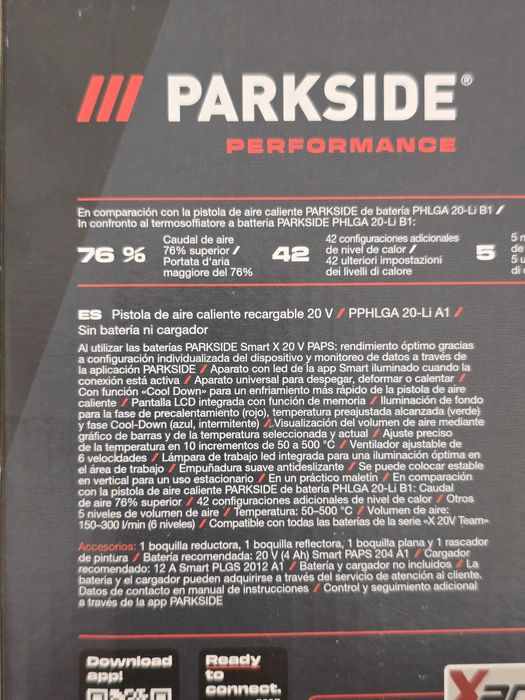 /// PARKSIDE®
PERFORMANCE
En comparación con la pistola de aire caliente PARKSIDE de batería PHLGA 20-Li B1 /
In confronto al termosoffiatore a batteria PARKSIDE PHLGA 20-Li B1:
76 %
Caudal de aire
76% superior /
Portata d'aria
maggiore del 76%
42
42 configuraciones adicionales
de nivel de calor /
42 ulteriori impostazioni
dei livelli di calore
5
5 n
de
5 u
di
ES Pistola de aire caliente recargable 20 V / PPHLGA 20-Li A1 /
Sin batería ni cargador
Al utilizar las baterías PARKSIDE Smart X 20 V PAPS: rendimiento óptimo gracias
a configuración individualizada del dispositivo y monitoreo de datos a través de
la aplicación PARKSIDE / Aparato con led de la app Smart iluminado cuando la
conexión está activa / Aparato universal para despegar, deformar o calentar /
Con función «Cool Down» para un enfriamiento más rápido de la pistola de aire
caliente / Pantalla LCD integrada con función de memoria / Iluminación de fondo
para la fase de precalentamiento (rojo), temperatura preajustada alcanzada (verde)
y fase Cool-Down (azul, intermitente) / Visualización del volumen de aire mediante
gráfico de barras y de la temperatura seleccionada y actual / Ajuste preciso
de la temperatura en 10 incrementos de 50 a 500 °C / Ventilador ajustable de
6 velocidades / Lámpara de trabajo led integrada para una iluminación óptima en
el área de trabajo / Empuñadura suave antideslizante / Se puede colocar estable
en vertical para un uso estacionario / En un práctico maletín / En comparación
con la pistola de aire caliente PARKSIDE de batería PHLGA 20-Li B1: Caudal
de aire 76% superior / 42 configuraciones adicionales de nivel de calor / Otros
5 niveles de volumen de aire / Temperatura: 50–500 °C / Volumen de aire:
150–300 l/min (6 niveles) / Compatible con todas las baterías de la serie «X 20V Team»
Accesorios: 1 boquilla reductora, 1 boquilla reflectora, 1 boquilla plana y 1 rascador
de pintura / Batería recomendada: 20 V (4 Ah) Smart PAPS 204 A1 / Cargador
recomendado: 12 A Smart PLGS 2012 A1 / Batería y cargador no incluidos / La
batería y el cargador pueden adquirirse a través del servicio de atención al cliente.
Datos de contacto en manual de instrucciones / Control y seguimiento adicional
a través de la app PARKSIDE
Download
app!
Ready
to
connect.